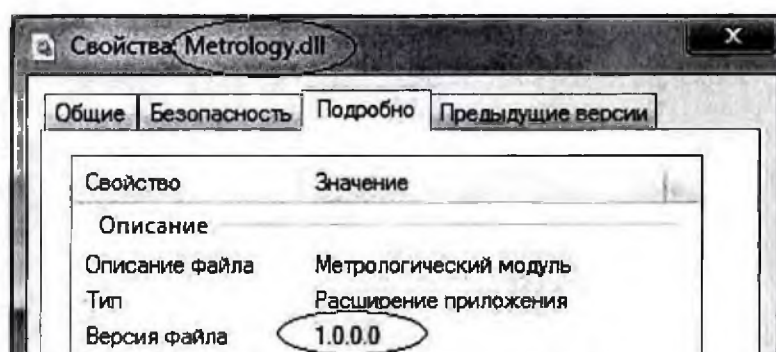 Свойства: Metrology.dll
Общие Безопасность Подробно Предыдущие версии
Свойство Значение
Описание
Описание файла Метрологический модуль
Тип Расширение приложения
Версия файла 1.0.0.0